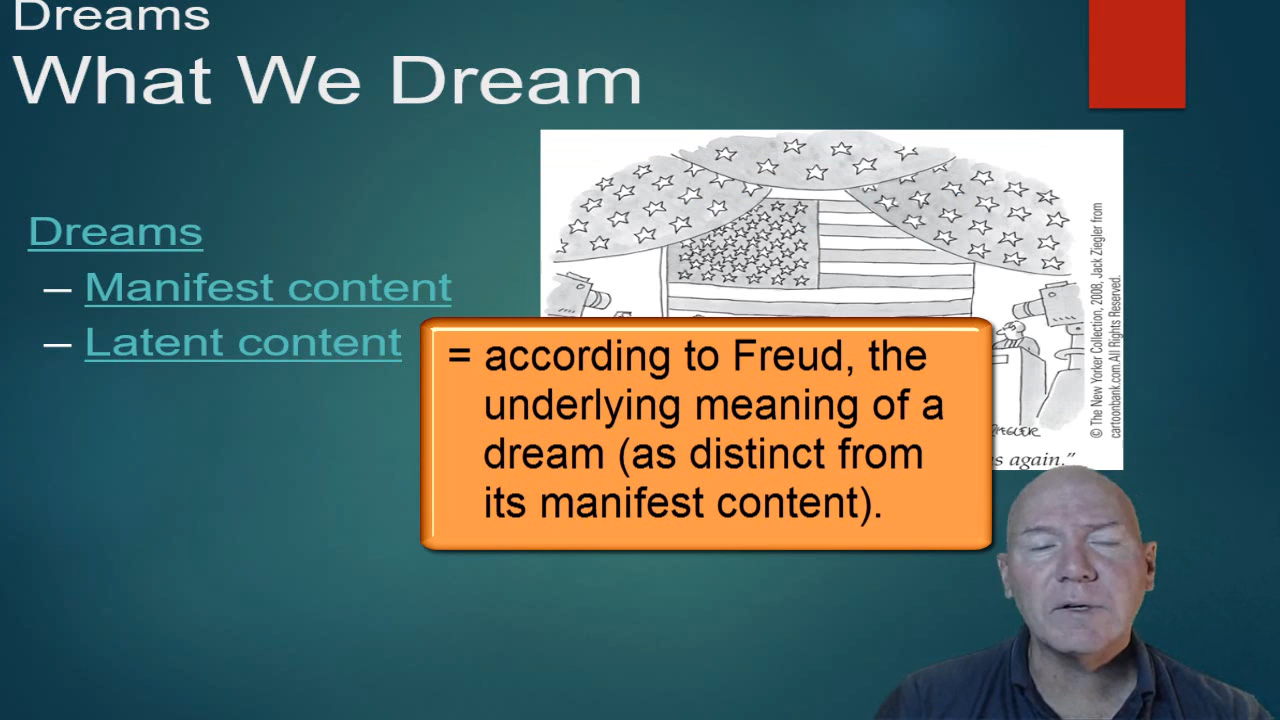 Dreams
What We Dream
Dreams
– Manifest content
– Latent content
= according to Freud, the
underlying meaning of a
dream (as distinct from
its manifest content).
© The New Yorker Collection, 2008, Jack Ziegler from
cartoonbank.com.All Rights Reserved.
again.”